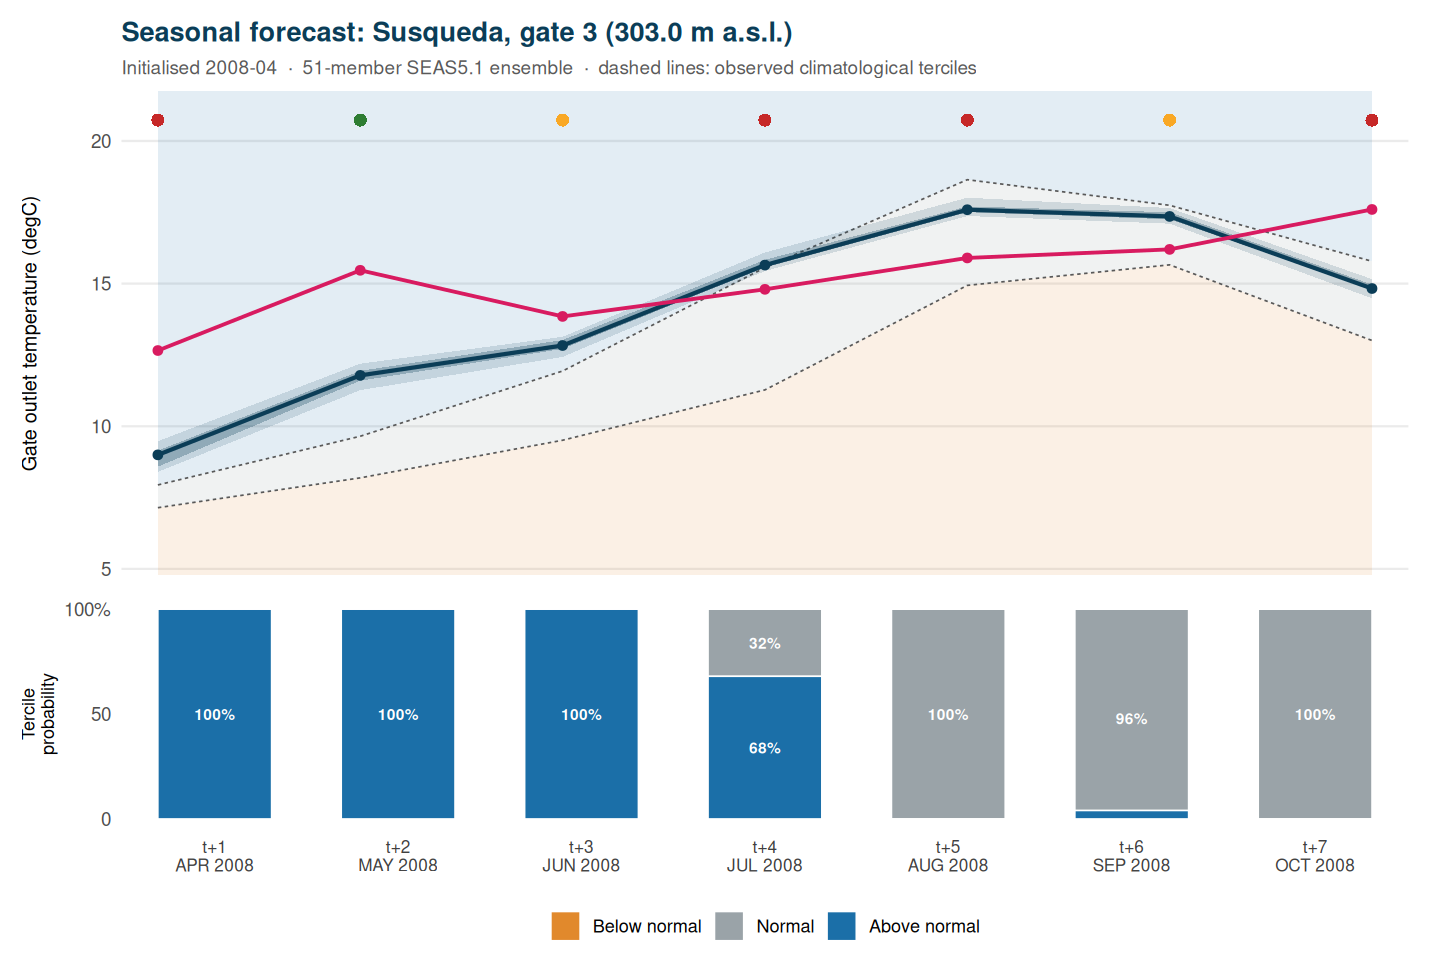 Seasonal forecast: Susqueda, gate 3 (303.0 m a.s.l.)
Initialised 2008-04 · 51-member SEAS5.1 ensemble · dashed lines: observed climatological terciles
Gate outlet temperature (degC)
20
15
10
5
Tercile
probability
100%
50
0
100%
100%
100%
32%
68%
100%
96%
100%
t+1
APR 2008
t+2
MAY 2008
t+3
JUN 2008
t+4
JUL 2008
t+5
AUG 2008
t+6
SEP 2008
t+7
OCT 2008
Below normal
Normal
Above normal